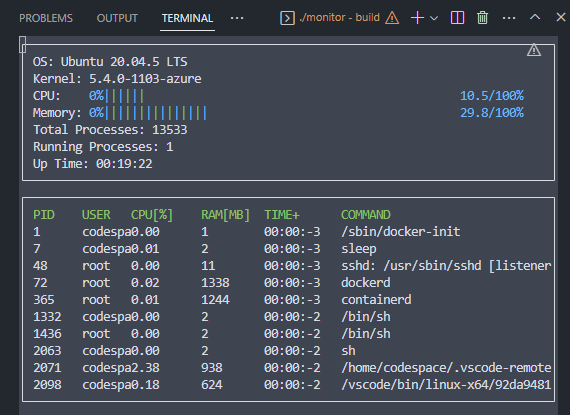 PROBLEMS OUTPUT TERMINAL ··· ./monitor - build
OS: Ubuntu 20.04.5 LTS
Kernel: 5.4.0-1103-azure
CPU: 0%|||||| 10.5/100%
Memory: 0%||||||||||||||| 29.8/100%
Total Processes: 13533
Running Processes: 1
Up Time: 00:19:22
PID USER CPU[%] RAM[MB] TIME+ COMMAND
1 codespa0.00 1 00:00:-3 /sbin/docker-init
7 codespa0.01 2 00:00:-3 sleep
48 root 0.00 11 00:00:-3 sshd: /usr/sbin/sshd [listener
72 root 0.02 1338 00:00:-3 dockerd
365 root 0.01 1244 00:00:-3 containerd
1332 codespa0.00 2 00:00:-2 /bin/sh
1436 root 0.00 2 00:00:-2 /bin/sh
2063 codespa0.00 2 00:00:-2 sh
2071 codespa2.38 938 00:00:-2 /home/codespace/.vscode-remote
2098 codespa0.18 624 00:00:-2 /vscode/bin/linux-x64/92da9481